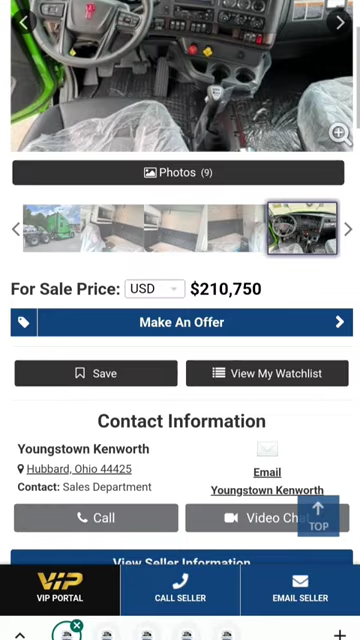 Photos (9)
For Sale Price: USD $210,750
Make An Offer
Save
View My Watchlist
Contact Information
Youngstown Kenworth
Hubbard, Ohio 44425
Contact: Sales Department
Email
Youngstown Kenworth
Call
Video Chat
TOP
View Seller Information
VIP
VIP PORTAL
CALL SELLER
EMAIL SELLER